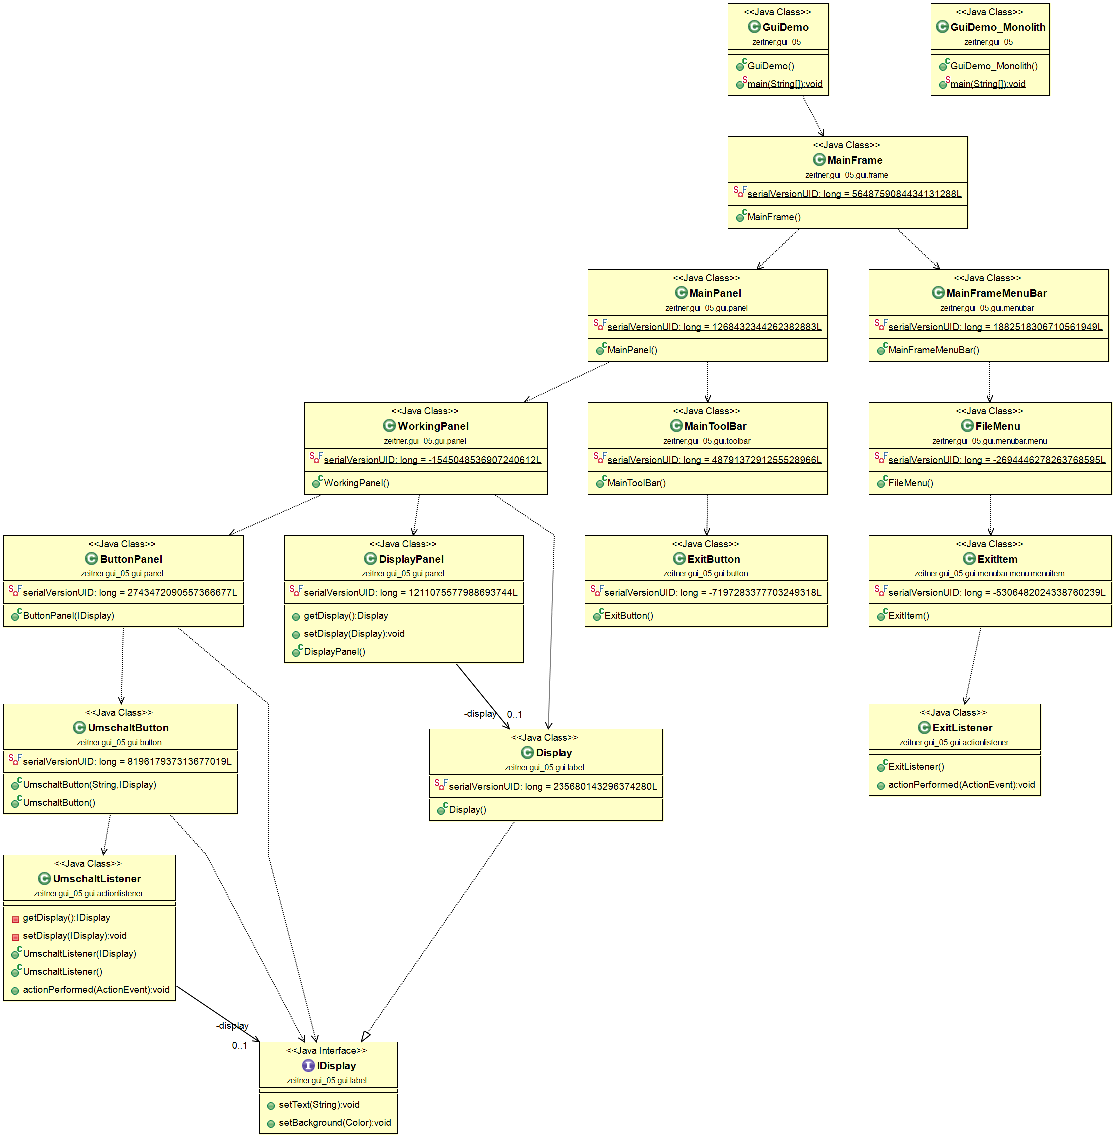 <<Java Class>>
GuiDemo
zeitner.gui_05
GuiDemo()
main(String[]):void
<<Java Class>>
GuiDemo_Monolith
zeitner.gui_05
GuiDemo_Monolith()
main(String[]):void
<<Java Class>>
MainFrame
zeitner.gui_05.gui.frame
serialVersionUID: long = 5648759084434131288L
MainFrame()
<<Java Class>>
MainPanel
zeitner.gui_05.gui.panel
serialVersionUID: long = 1268432344262382883L
MainPanel()
<<Java Class>>
MainFrameMenuBar
zeitner.gui_05.gui.menubar
serialVersionUID: long = 1882518306710561949L
MainFrameMenuBar()
<<Java Class>>
WorkingPanel
zeitner.gui_05.gui.panel
serialVersionUID: long = -1545048536907240612L
WorkingPanel()
<<Java Class>>
MainToolBar
zeitner.gui_05.gui.toolbar
serialVersionUID: long = 4879137291255528966L
MainToolBar()
<<Java Class>>
FileMenu
zeitner.gui_05.gui.menubar.menu
serialVersionUID: long = -2694446278263768595L
FileMenu()
<<Java Class>>
ButtonPanel
zeitner.gui_05.gui.panel
serialVersionUID: long = 2743472090557366677L
ButtonPanel(IDisplay)
<<Java Class>>
DisplayPanel
zeitner.gui_05.gui.panel
serialVersionUID: long = 1211075577988693744L
getDisplay():Display
setDisplay(Display):void
DisplayPanel()
<<Java Class>>
ExitButton
zeitner.gui_05.gui.button
serialVersionUID: long = -7197283377703249318L
ExitButton()
<<Java Class>>
ExitItem
zeitner.gui_05.gui.menubar.menu.menuitem
serialVersionUID: long = -5306482024338760239L
ExitItem()
<<Java Class>>
UmschaltButton
zeitner.gui_05.gui.button
serialVersionUID: long = 819617937313677019L
UmschaltButton(String,IDisplay)
UmschaltButton()
-display
0..1
<<Java Class>>
Display
zeitner.gui_05.gui.label
serialVersionUID: long = 235680143296374280L
Display()
<<Java Class>>
ExitListener
zeitner.gui_05.gui.actionlistener
ExitListener()
actionPerformed(ActionEvent):void
<<Java Class>>
UmschaltListener
zeitner.gui_05.gui.actionlistener
getDisplay():IDisplay
setDisplay(IDisplay):void
UmschaltListener(IDisplay)
UmschaltListener()
actionPerformed(ActionEvent):void
-display
0..1
<<Java Interface>>
IDisplay
zeitner.gui_05.gui.label
setText(String):void
setBackground(Color):void